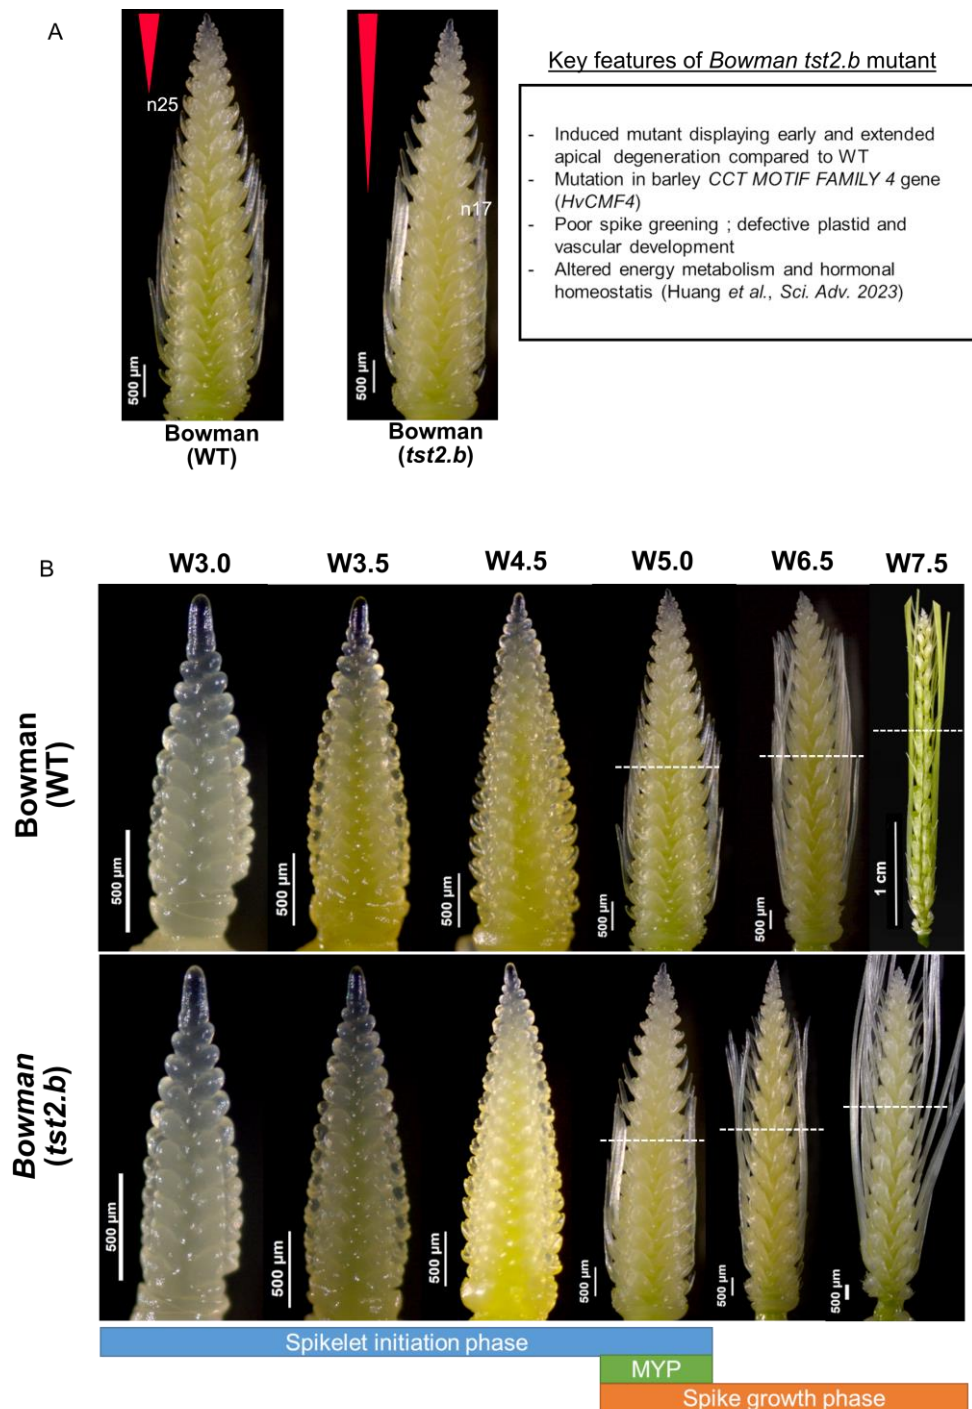 A
n25
500 µm
Bowman
(WT)
n17
500 µm
Bowman
(tst2.b)
Key features of Bowman tst2.b mutant
- Induced mutant displaying early and extended
apical degeneration compared to WT
- Mutation in barley CCT MOTIF FAMILY 4 gene
(HvCMF4)
- Poor spike greening ; defective plastid and
vascular development
- Altered energy metabolism and hormonal
homeostatis (Huang et al., Sci. Adv. 2023)
B
W3.0 W3.5 W4.5 W5.0 W6.5 W7.5
Bowman
(WT)
500 µm
500 µm
500 µm
500 µm
500 µm
1 cm
Bowman
(tst2.b)
500 µm
500 µm
500 µm
500 µm
500 µm
500 µm
Spikelet initiation phase
MYP
Spike growth phase